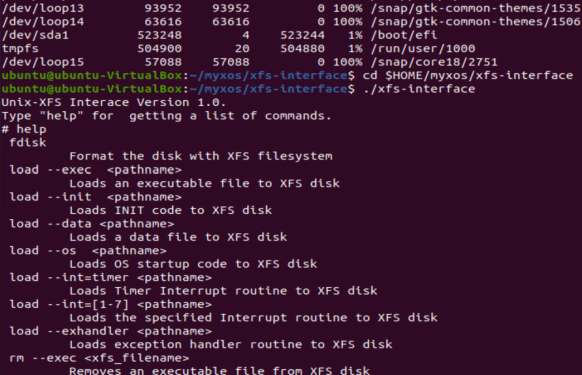 /dev/loop13 93952 93952 0 100% /snap/gtk-common-themes/1535
/dev/loop14 63616 63616 0 100% /snap/gtk-common-themes/1506
/dev/sda1 523248 4 523244 1% /boot/efi
tmpfs 504900 20 504880 1% /run/user/1000
/dev/loop15 57088 57088 0 100% /snap/core18/2751
ubuntu@ubuntu-VirtualBox:~/myxos/xfs-interface$ cd $HOME/myxos/xfs-interface
ubuntu@ubuntu-VirtualBox:~/myxos/xfs-interface$ ./xfs-interface
Unix-XFS Interace Version 1.0.
Type "help" for  getting a list of commands.
# help
fdisk
Format the disk with XFS filesystem
load --exec  <pathname>
Loads an executable file to XFS disk
load --init  <pathname>
Loads INIT code to XFS disk
load --data <pathname>
Loads a data file to XFS disk
load --os  <pathname>
Loads OS startup code to XFS disk
load --int=timer <pathname>
Loads Timer Interrupt routine to XFS disk
load --int=[1-7] <pathname>
Loads the specified Interrupt routine to XFS disk
load --exhandler <pathname>
Loads exception handler routine to XFS disk
rm --exec <xfs_filename>
Removes an executable file from XFS disk